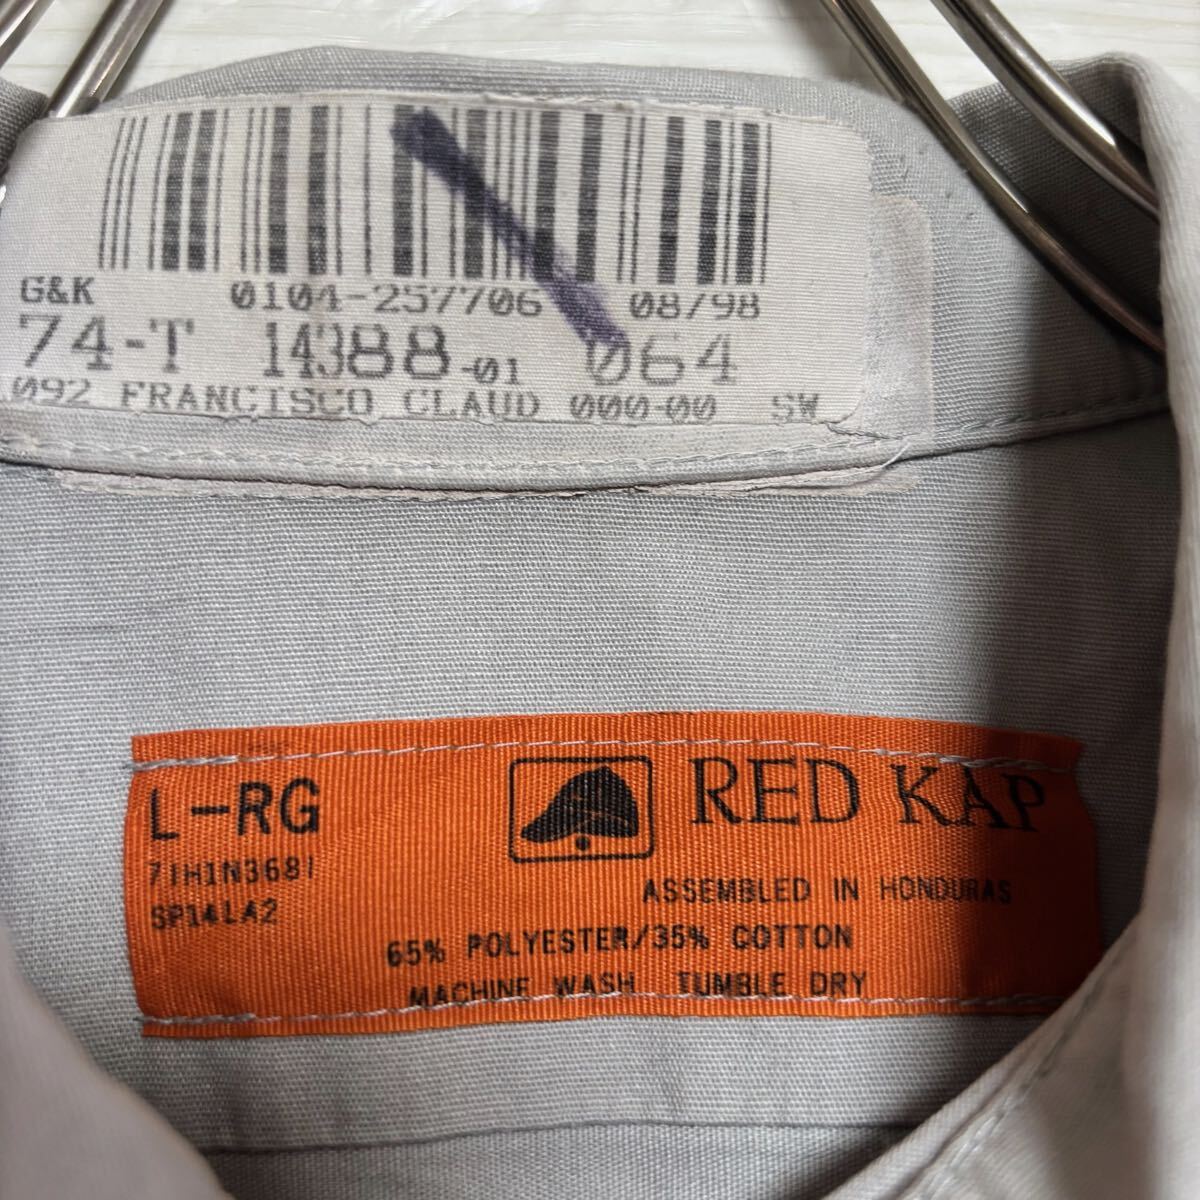 G&K 0104-257706 08/98
74-T 14388-01 064
092 FRANCISCO CLAUD 000-00 SW
L-RG RED KAP
71H1N3681
ASSEMBLED IN HONDURAS
SP14LA2
65% POLYESTER/35% COTTON
MACHINE WASH TUMBLE DRY